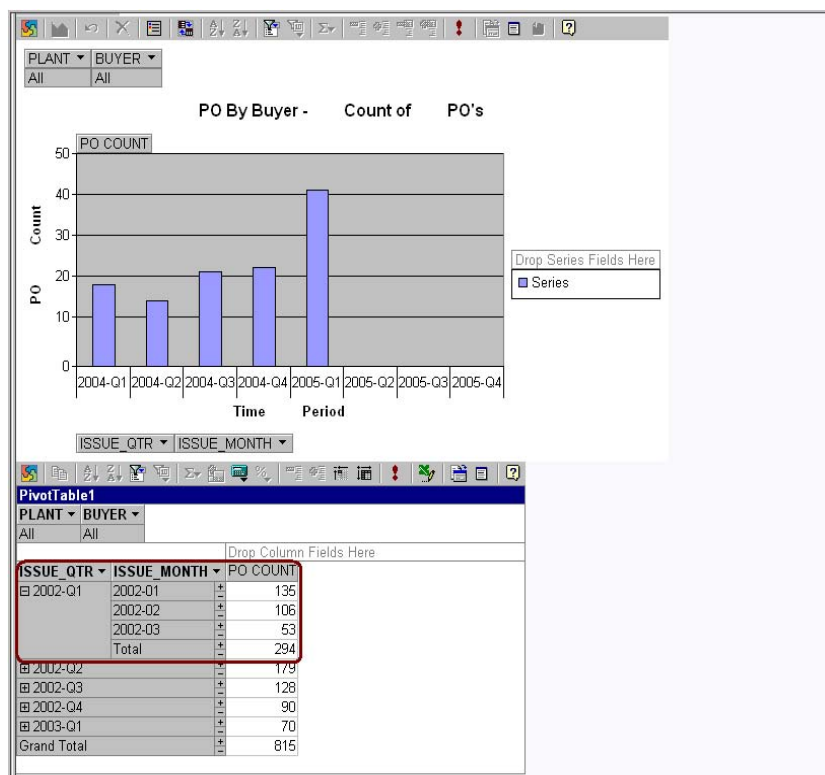 PLANT BUYER
All All
PO By Buyer - Count of PO's
PO COUNT
50
40
30
20
10
0
PO Count
Drop Series Fields Here
Series
2004-Q1 2004-Q2 2004-Q3 2004-Q4 2005-Q1 2005-Q2 2005-Q3 2005-Q4
Time Period
ISSUE_QTR ISSUE_MONTH
PivotTable1
PLANT BUYER
All All
Drop Column Fields Here
ISSUE_QTR ISSUE_MONTH PO COUNT
2002-Q1 2002-01 135
2002-02 106
2002-03 53
Total 294
2002-Q2 179
2002-Q3 128
2002-Q4 90
2003-Q1 70
Grand Total 815